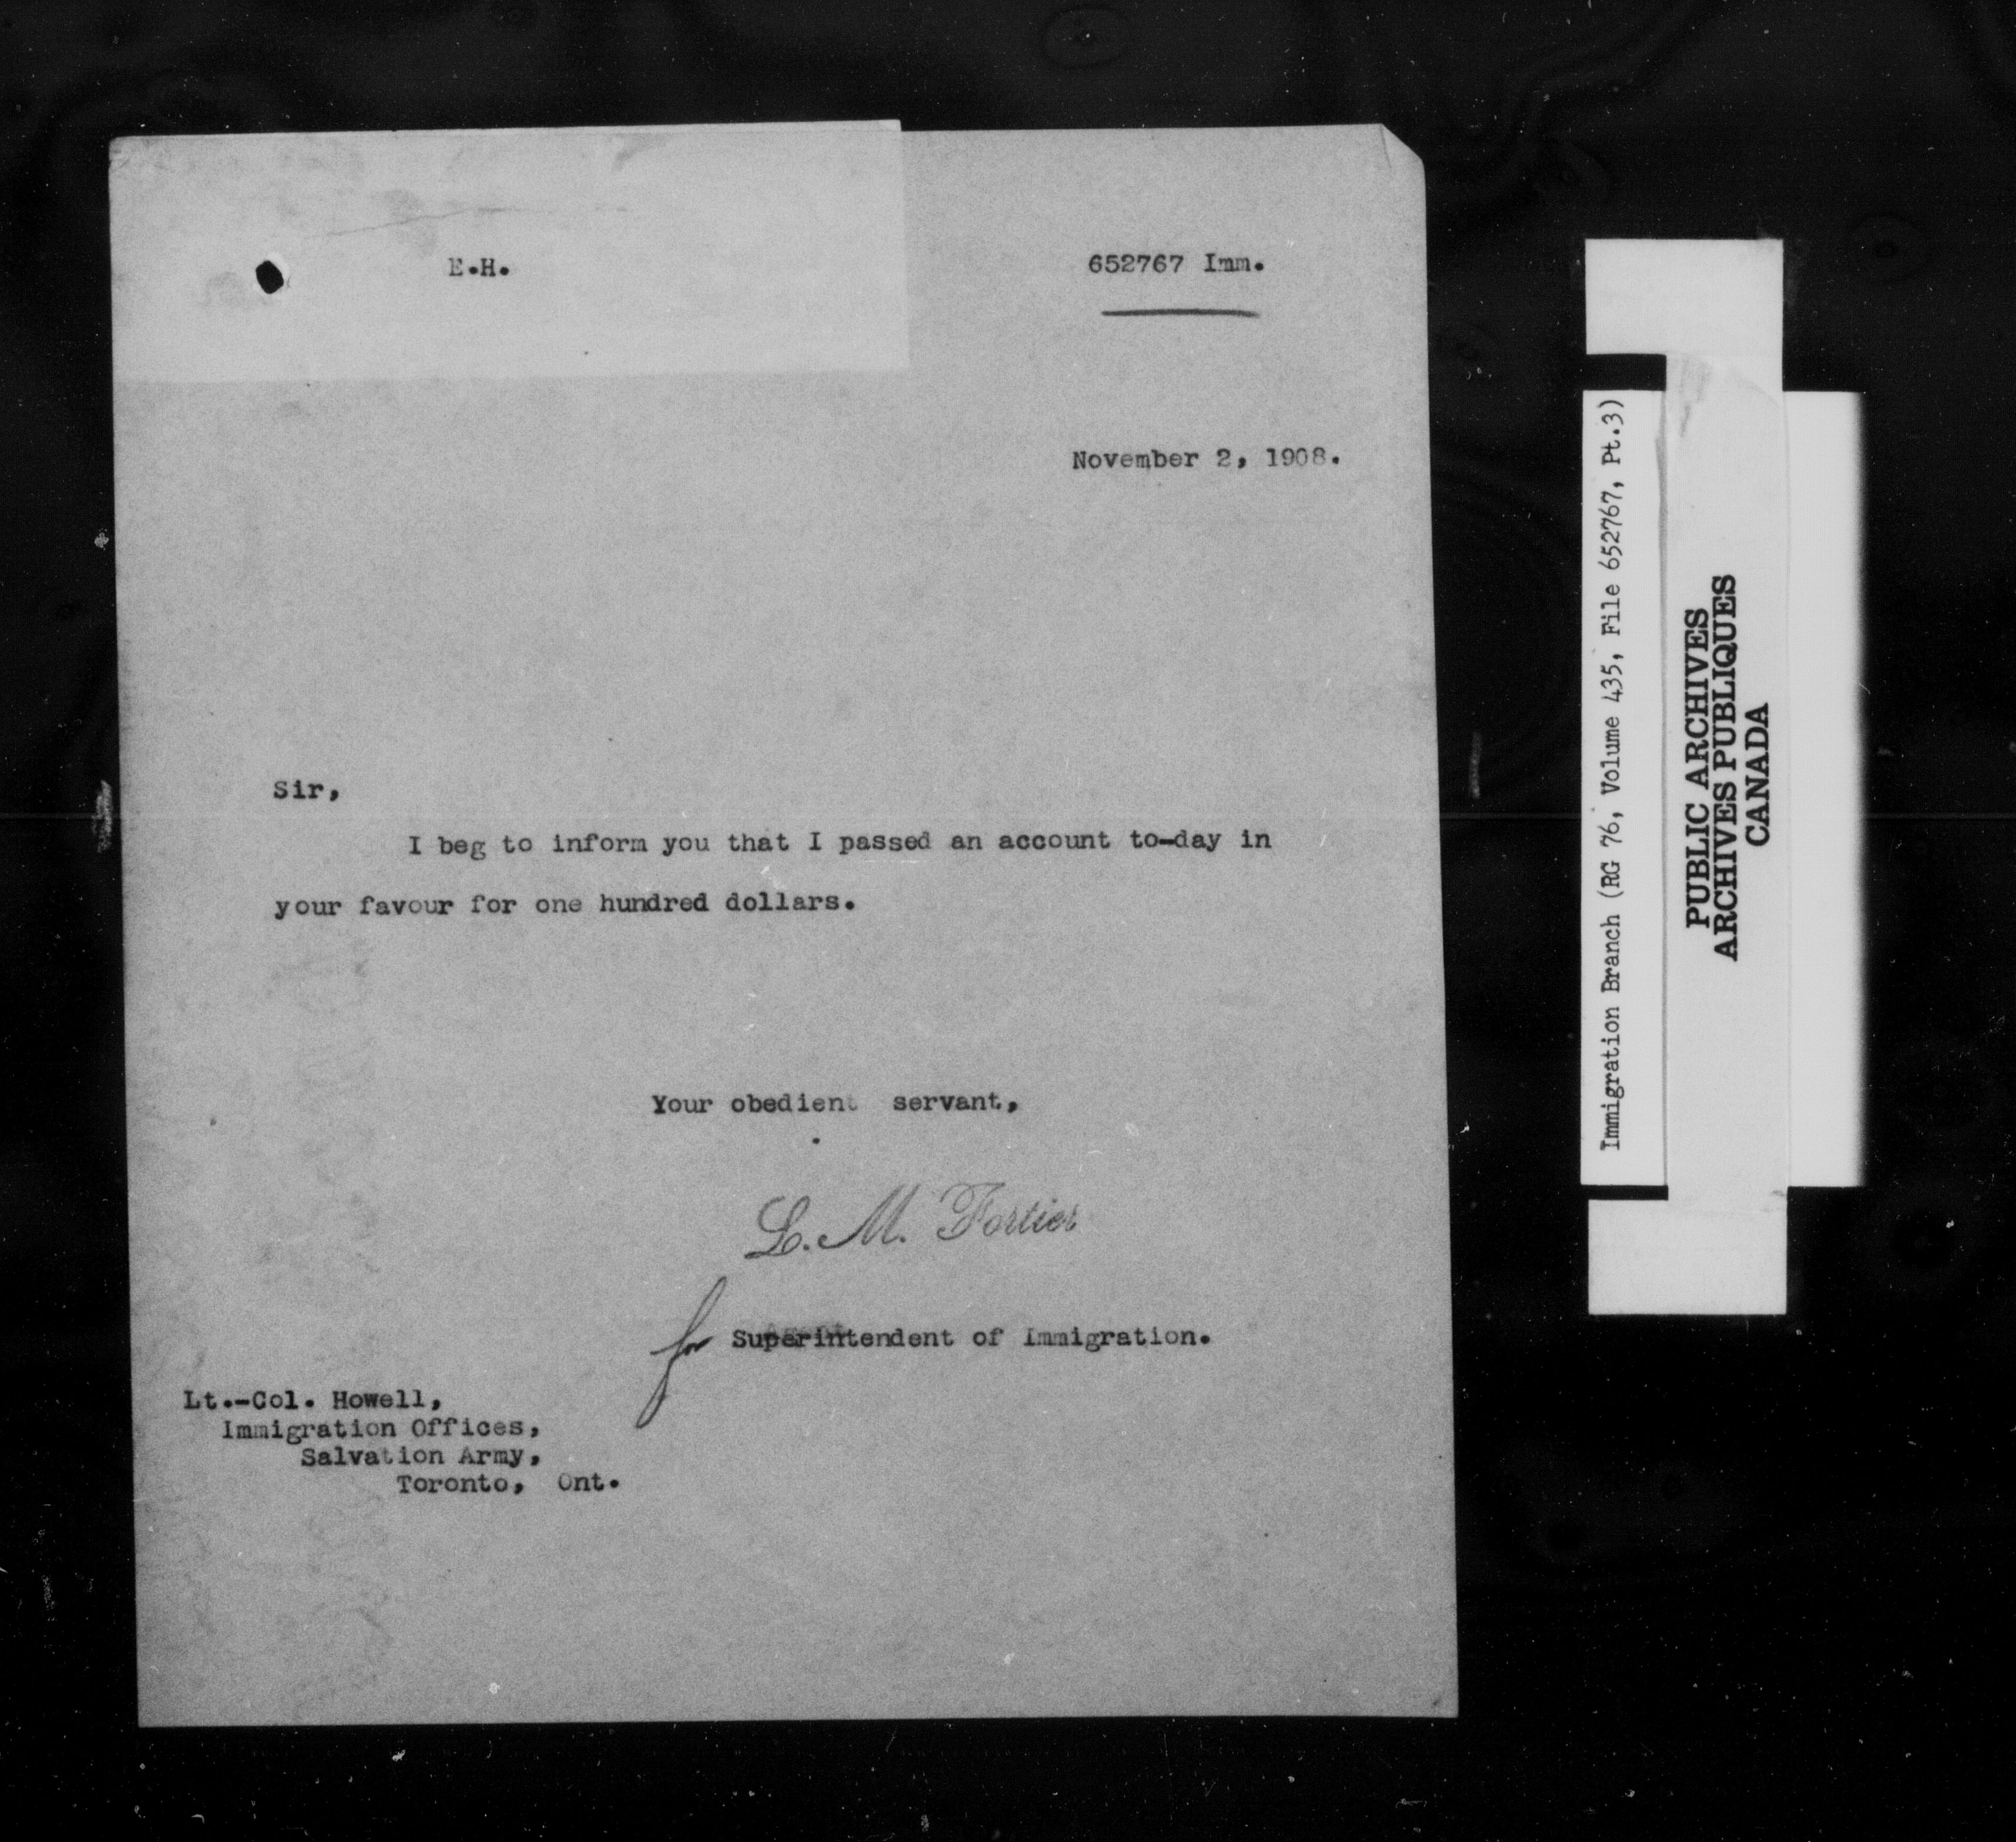 E.H.
652767 Imm.
November 2, 1908.
Sir,
I beg to inform you that I passed an account to-day in
your favour for one hundred dollars.
Your obedient servant,
L. M. Fortier
for Superintendent of Immigration.
Lt.-Col. Howell,
Immigration Offices,
Salvation Army,
Toronto, Ont.
Immigration Branch (RG 76, Volume 435, File 652767, Pt.3)
PUBLIC ARCHIVES
ARCHIVES PUBLIQUES
CANADA